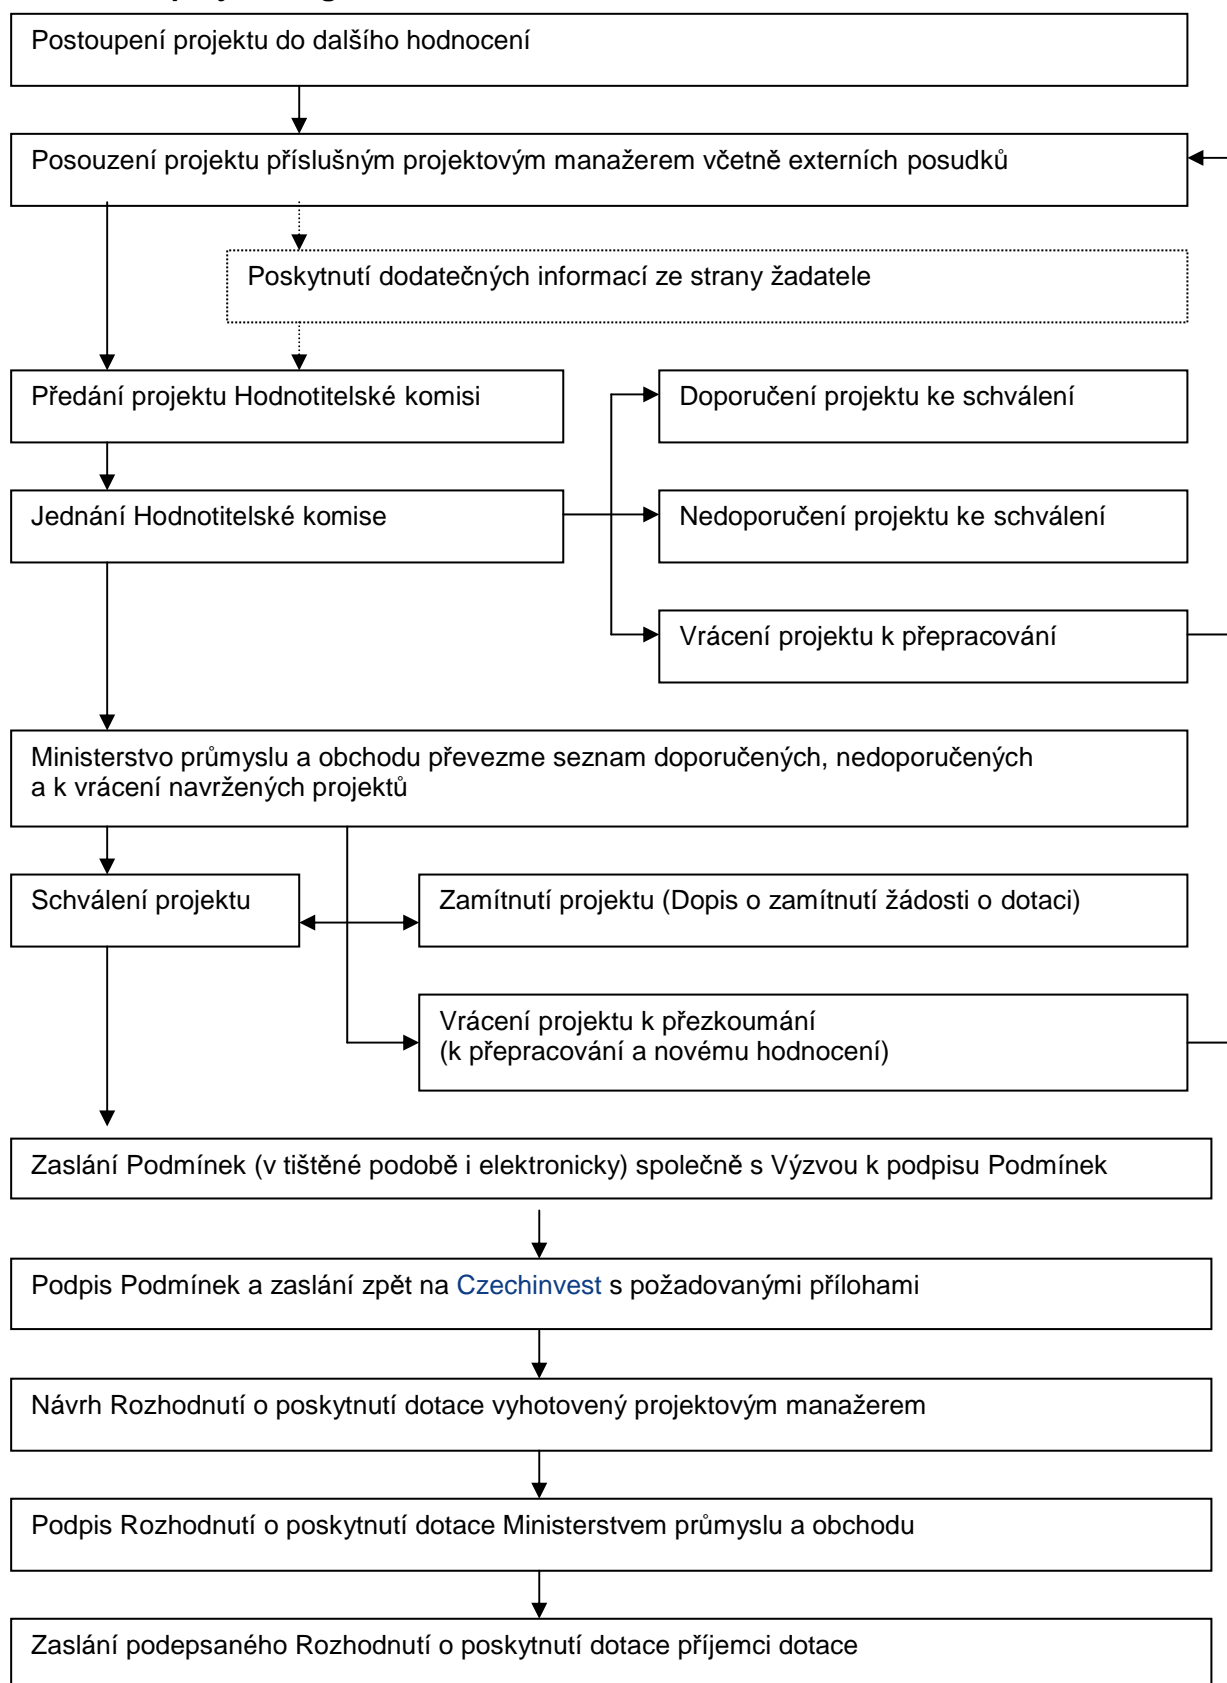 Postoupení projektu do dalšího hodnocení
Posouzení projektu příslušným projektovým manažerem včetně externích posudků
Poskytnutí dodatečných informací ze strany žadatele
Předání projektu Hodnotitelské komisi
Doporučení projektu ke schválení
Jednání Hodnotitelské komise
Nedoporučení projektu ke schválení
Vrácení projektu k přepracování
Ministerstvo průmyslu a obchodu převezme seznam doporučených, nedoporučených
a k vrácení navržených projektů
Schválení projektu
Zamítnutí projektu (Dopis o zamítnutí žádosti o dotaci)
Vrácení projektu k přezkoumání
(k přepracování a novému hodnocení)
Zaslání Podmínek (v tištěné podobě i elektronicky) společně s Výzvou k podpisu Podmínek
Podpis Podmínek a zaslání zpět na Czechinvest s požadovanými přílohami
Návrh Rozhodnutí o poskytnutí dotace vyhotovený projektovým manažerem
Podpis Rozhodnutí o poskytnutí dotace Ministerstvem průmyslu a obchodu
Zaslání podepsaného Rozhodnutí o poskytnutí dotace příjemci dotace